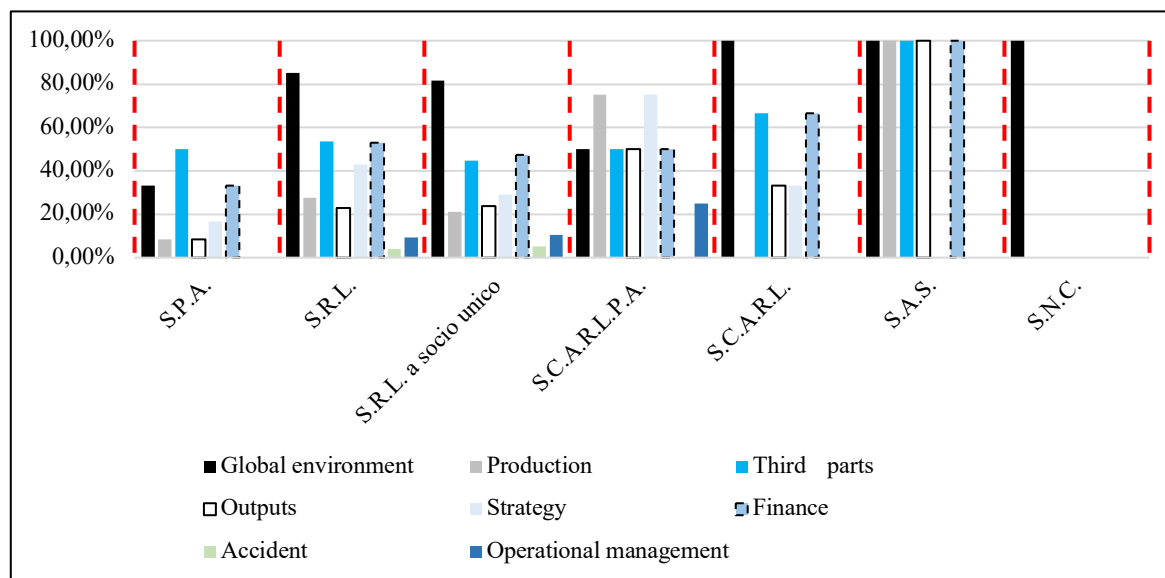 100,00%
80,00%
60,00%
40,00%
20,00%
0,00%
S.P.A.
S.R.L.
S.R.L. a socio unico
S.C.A.R.L.P.A.
S.C.A.R.L.
S.A.S.
S.N.C.
Global environment Production Third parts
Outputs Strategy Finance
Accident Operational management